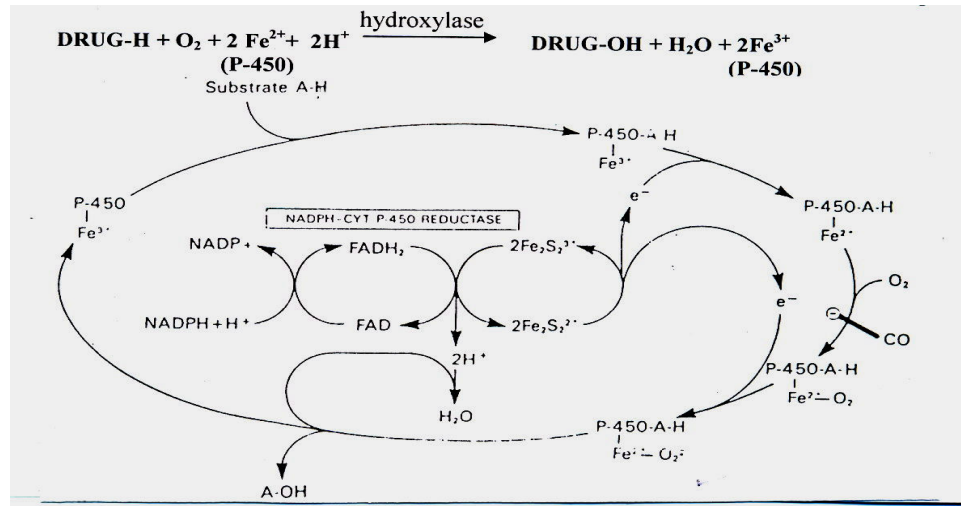 hydroxylase
DRUG-H + O₂ + 2 Fe²⁺ + 2H⁺
DRUG-OH + H₂O + 2Fe³⁺
(P-450)
(P-450)
Substrate A-H
P-450-A H
Fe³⁺
P-450
Fe³⁺
e⁻
P-450-A-H
Fe²⁺
NADPH-CYT P-450 REDUCTASE
NADP+
FADH₂
2Fe₂S₂³⁺
O₂
e⁻
NADPH+H⁺
FAD
2Fe₂S₂²⁺
⊖
CO
2H⁺
P-450-A-H
Fe²⁺—O₂
H₂O
P-450-A-H
A-OH